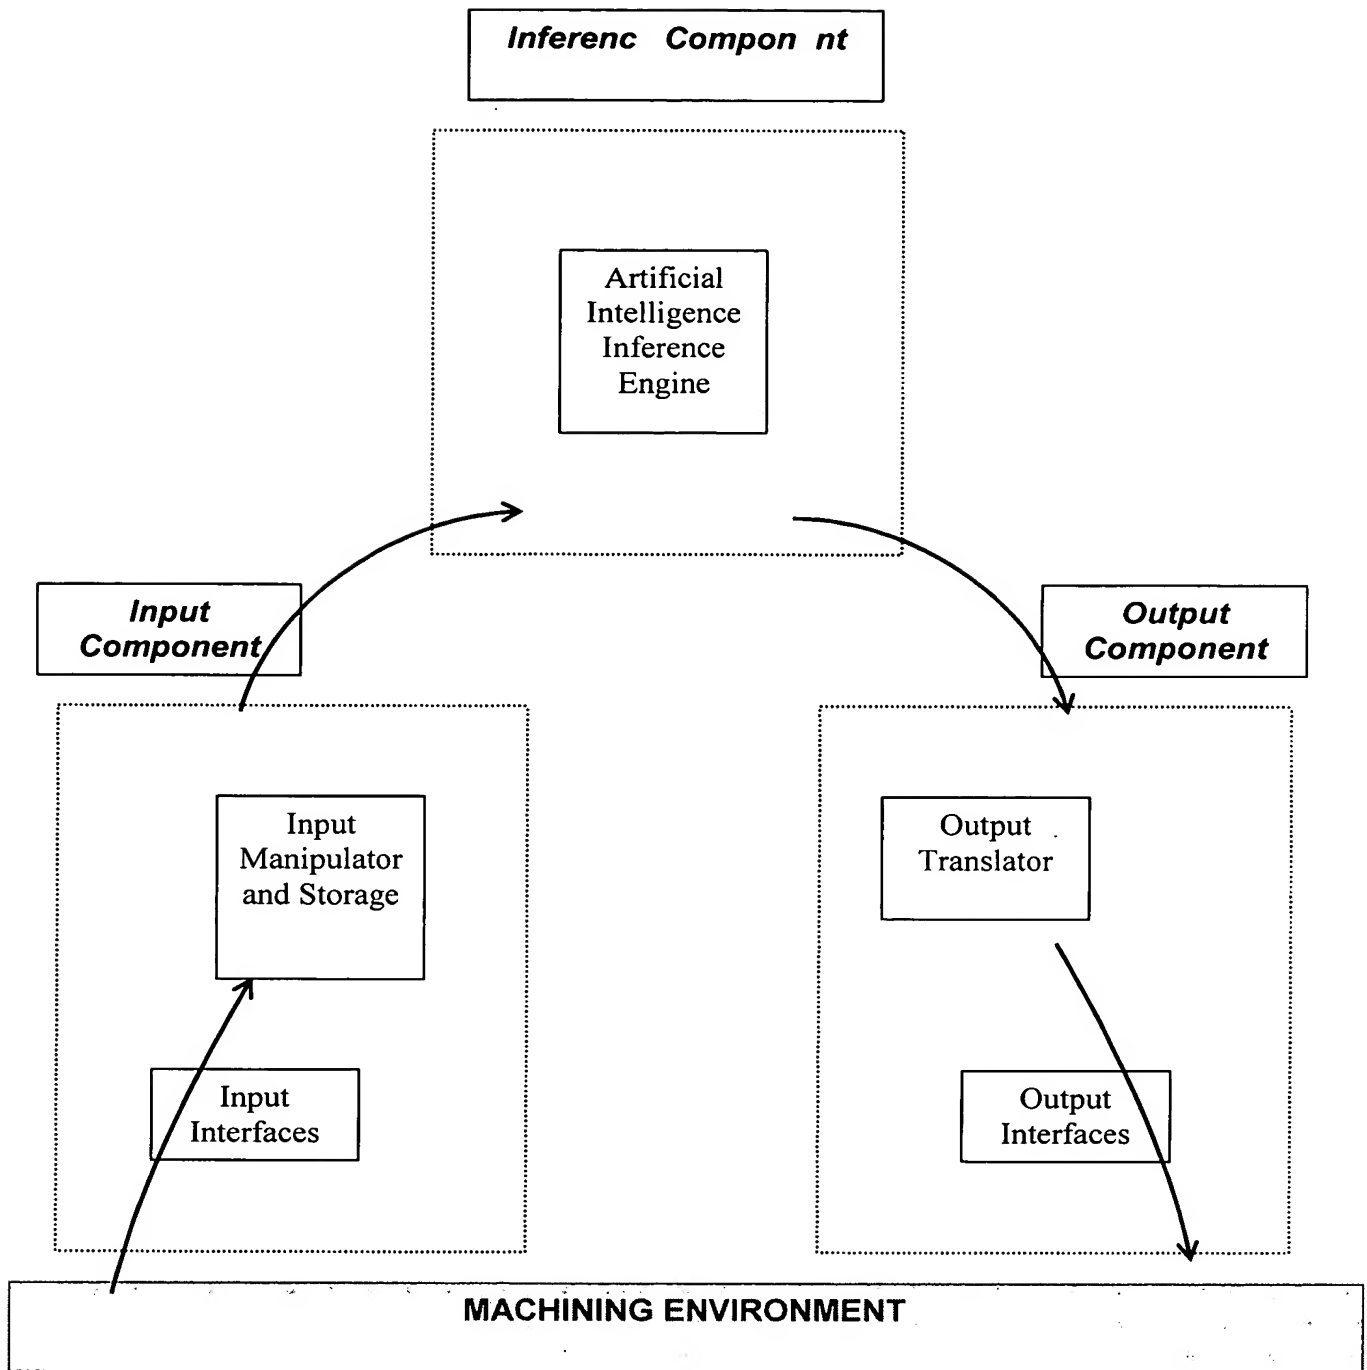 Inferenc Compon nt
Artificial
Intelligence
Inference
Engine
Input
Component
Output
Component
Input
Manipulator
and Storage
Output
Translator
Input
Interfaces
Output
Interfaces
MACHINING ENVIRONMENT